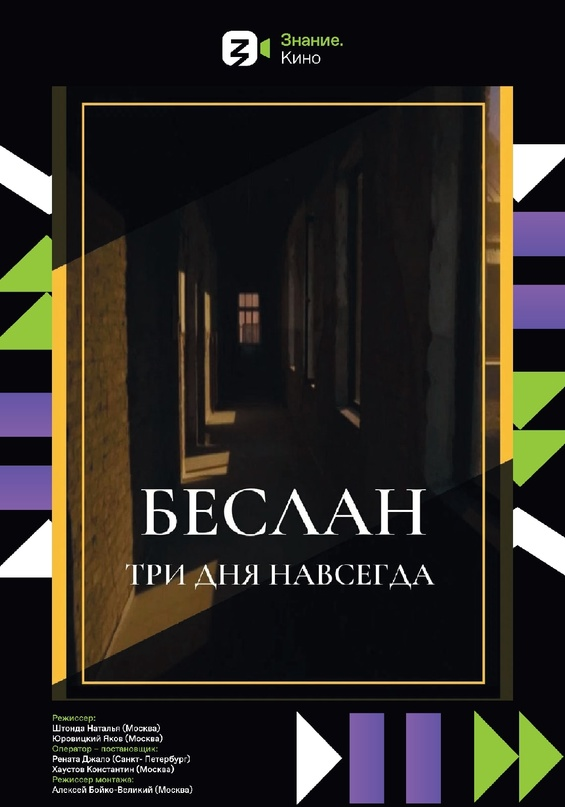 Знание.
Кино
БЕСЛАН
ТРИ ДНЯ НАВСЕГДА
Режиссер:
Штонда Наталья (Москва)
Юровицкий Яков (Москва)
Оператор – постановщик:
Рената Джало (Санкт- Петербург)
Хаустов Константин (Москва)
Режиссер монтажа:
Алексей Бойко-Великий (Москва)